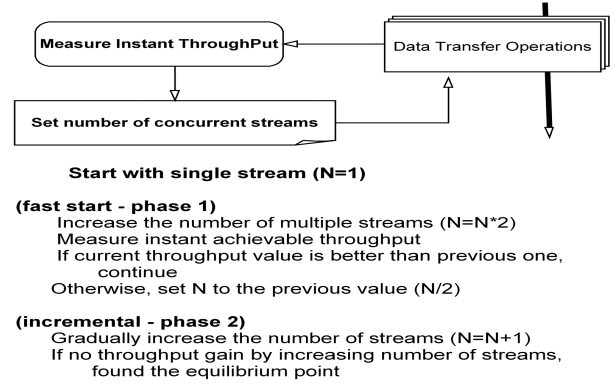 Measure Instant ThroughPut
Data Transfer Operations
Set number of concurrent streams
Start with single stream (N=1)
(fast start - phase 1)
Increase the number of multiple streams (N=N*2)
Measure instant achievable throughput
If current throughput value is better than previous one,
continue
Otherwise, set N to the previous value (N/2)
(incremental - phase 2)
Gradually increase the number of streams (N=N+1)
If no throughput gain by increasing number of streams,
found the equilibrium point